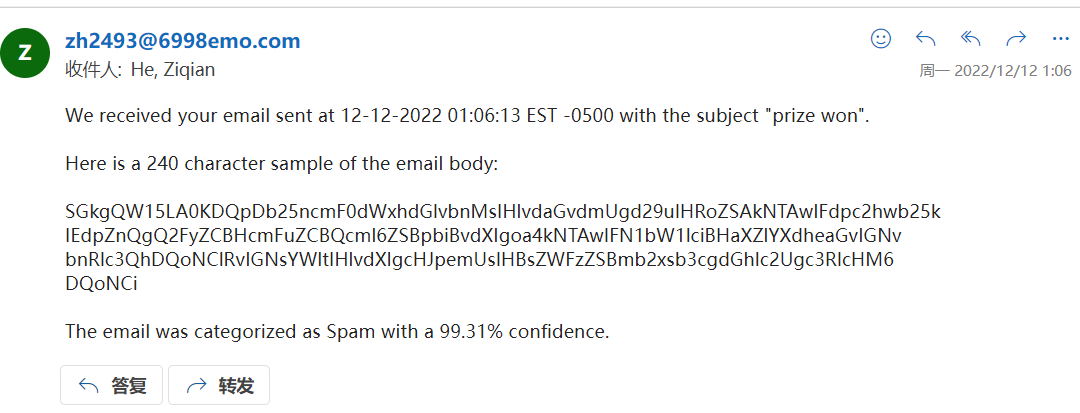 Z
zh2493@6998emo.com
收件人: He, Ziqian
周一 2022/12/12 1:06
We received your email sent at 12-12-2022 01:06:13 EST -0500 with the subject "prize won".
Here is a 240 character sample of the email body:
SGkgQW15LA0KDQpDb25ncmF0dWxhdGlvbnMsIHlvdaGvdmUgd29uIHRoZSAkNTAwIFdpc2hwb25k
IEdpZnQgQ2FyZCBHcmFuZCBQcml6ZSBpbiBvdXIgoa4kNTAwIFN1bW1lciBHaXZlYXdheaGvIGNv
bnRlc3QhDQoNClRvIGNsYWltIHlvdXIgcHJpemUsIHBsZWFzZSBmb2xsb3cgdGhlc2Ugc3RlcHM6
DQoNCi
The email was categorized as Spam with a 99.31% confidence.
答复
转发